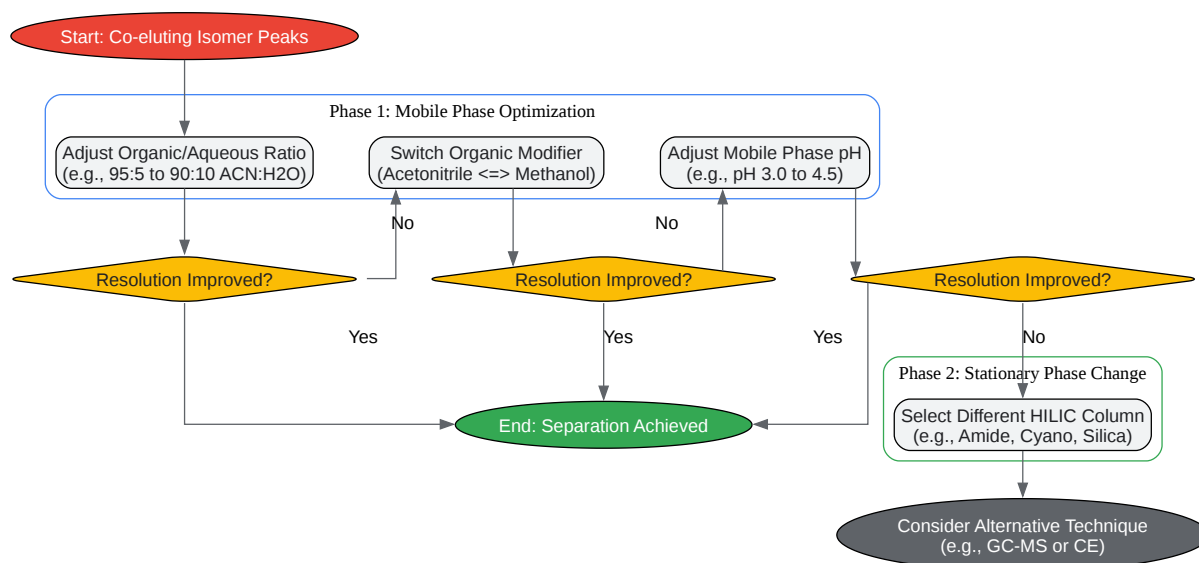 Start: Co-eluting Isomer Peaks
Phase 1: Mobile Phase Optimization
Adjust Organic/Aqueous Ratio
(e.g., 95:5 to 90:10 ACN:H2O)
Switch Organic Modifier
(Acetonitrile <=> Methanol)
Adjust Mobile Phase pH
(e.g., pH 3.0 to 4.5)
No
No
Resolution Improved?
Resolution Improved?
Resolution Improved?
Yes
Yes
Yes
No
Phase 2: Stationary Phase Change
Select Different HILIC Column
(e.g., Amide, Cyano, Silica)
End: Separation Achieved
Consider Alternative Technique
(e.g., GC-MS or CE)